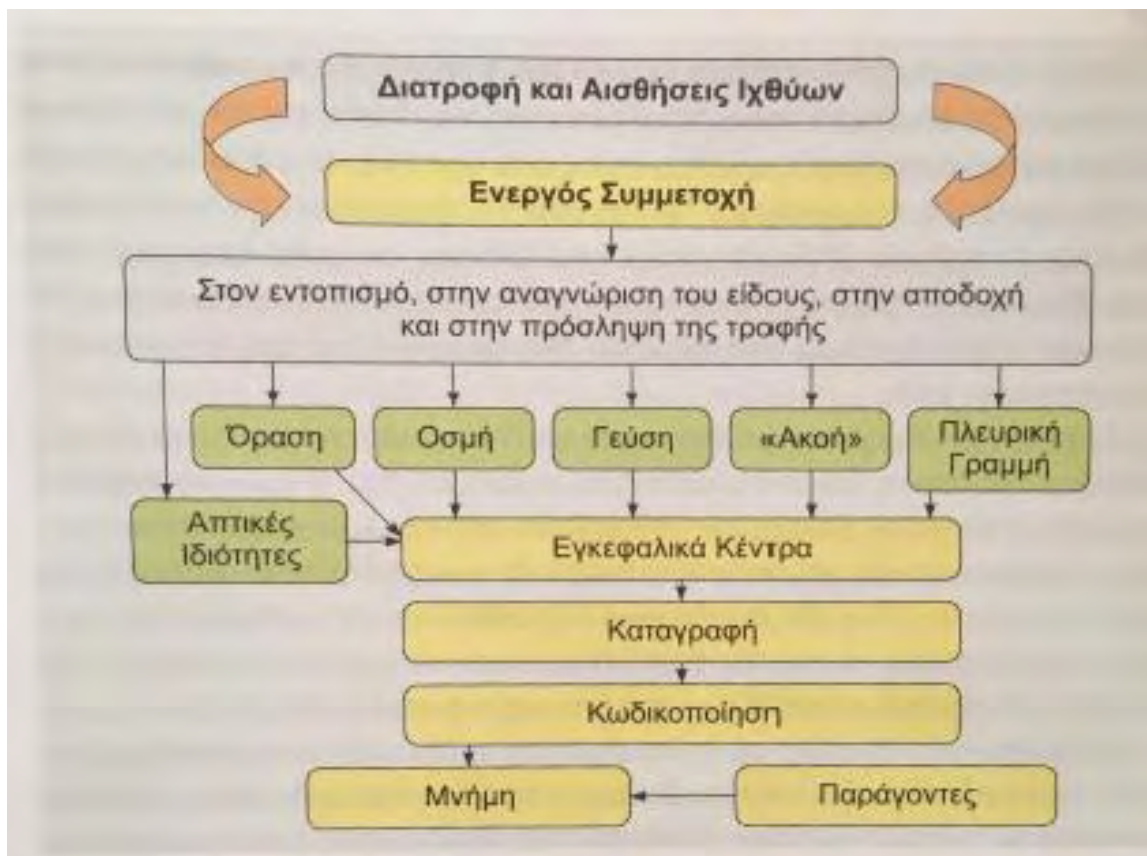 Διατροφή και Αισθήσεις Ιχθύων
Ενεργός Συμμετοχή
Στον εντοπισμό, στην αναγνώριση του είδους, στην αποδοχή
και στην πρόσληψη της τροφής
Όραση
Οσμή
Γεύση
«Ακοή»
Πλευρική
Γραμμή
Απτικές
Ιδιότητες
Εγκεφαλικά Κέντρα
Καταγραφή
Κωδικοποίηση
Μνήμη
Παράγοντες